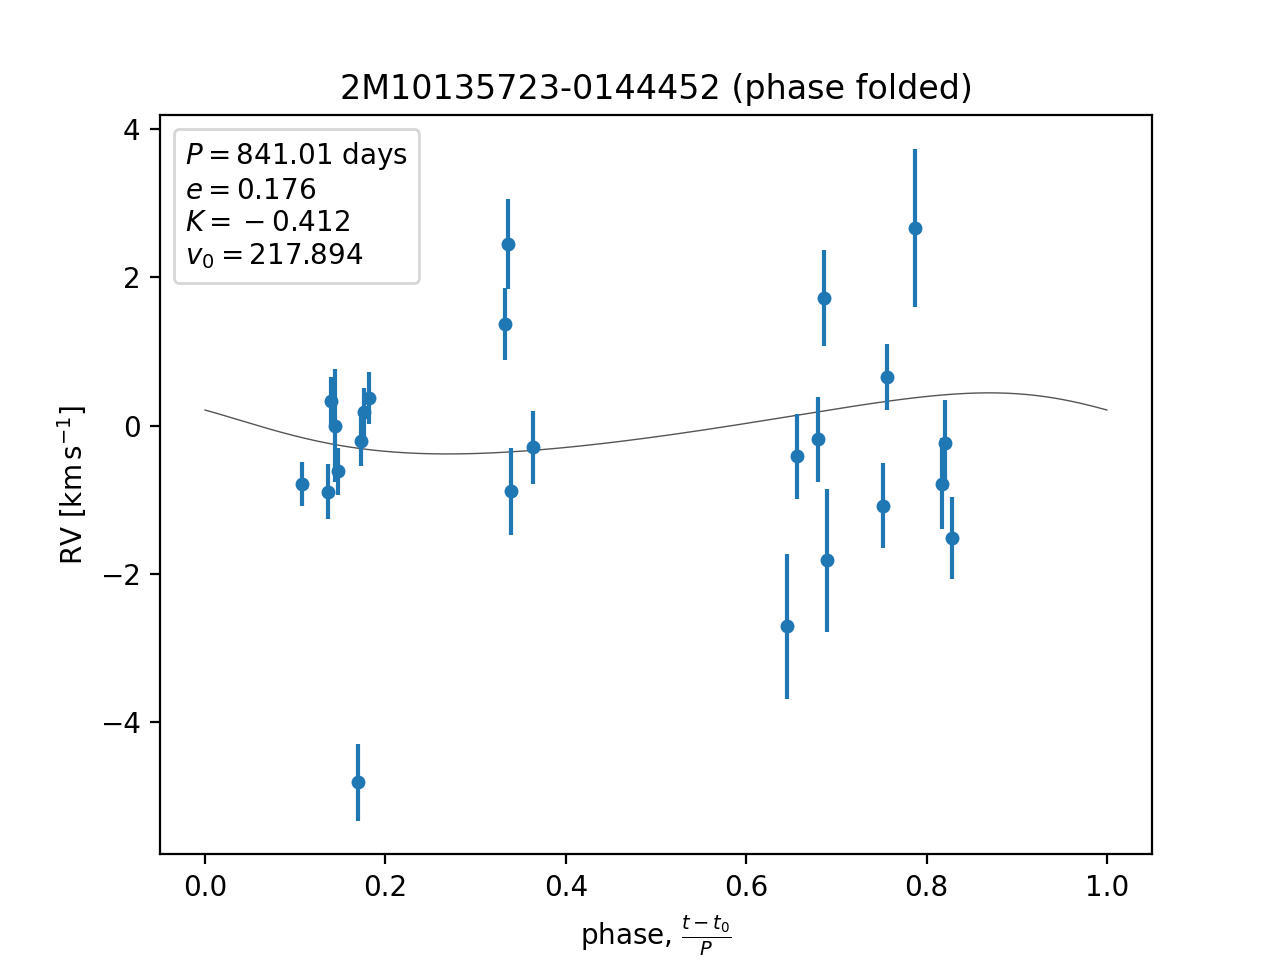 2M10135723-0144452 (phase folded)
P = 841.01 days
e = 0.176
K = −0.412
v₀ = 217.894
4
2
0
−2
−4
RV [km s⁻¹]
0.0 0.2 0.4 0.6 0.8 1.0
phase, (t − t₀)/P